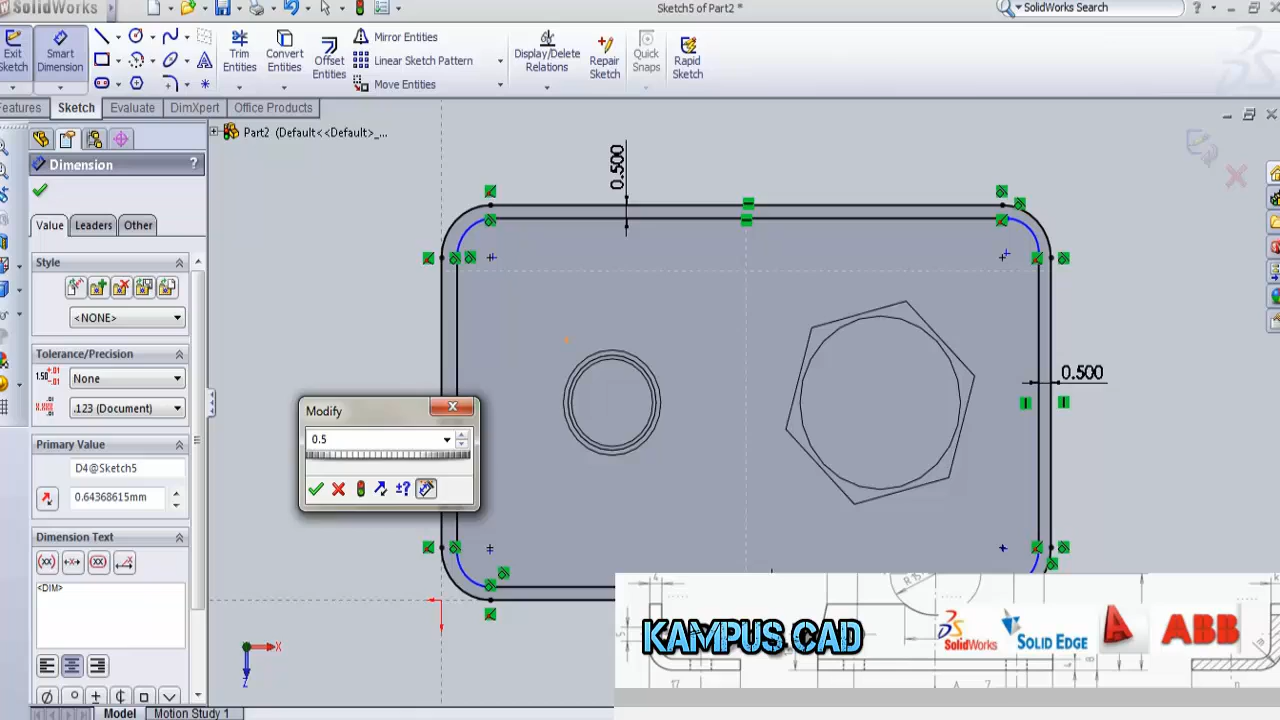 SolidWorks
Sketch5 of Part2 *
SolidWorks Search
?
Exit
Sketch
Smart
Dimension
Trim
Entities
Convert
Entities
Offset
Entities
Mirror Entities
Linear Sketch Pattern
Move Entities
Display/Delete
Relations
Repair
Sketch
Quick
Snaps
Rapid
Sketch
Features
Sketch
Evaluate
DimXpert
Office Products
Part2 (Default<<Default>_...
Dimension
?
Value
Leaders
Other
Style
<NONE>
Tolerance/Precision
None
.123 (Document)
Primary Value
D4@Sketch5
0.64368615mm
Dimension Text
<DIM>
Modify
0.5
±?
0.500
0.500
X
Z
KAMPUS CAD
SolidWorks
SOLID EDGE
ABB
Model
Motion Study 1